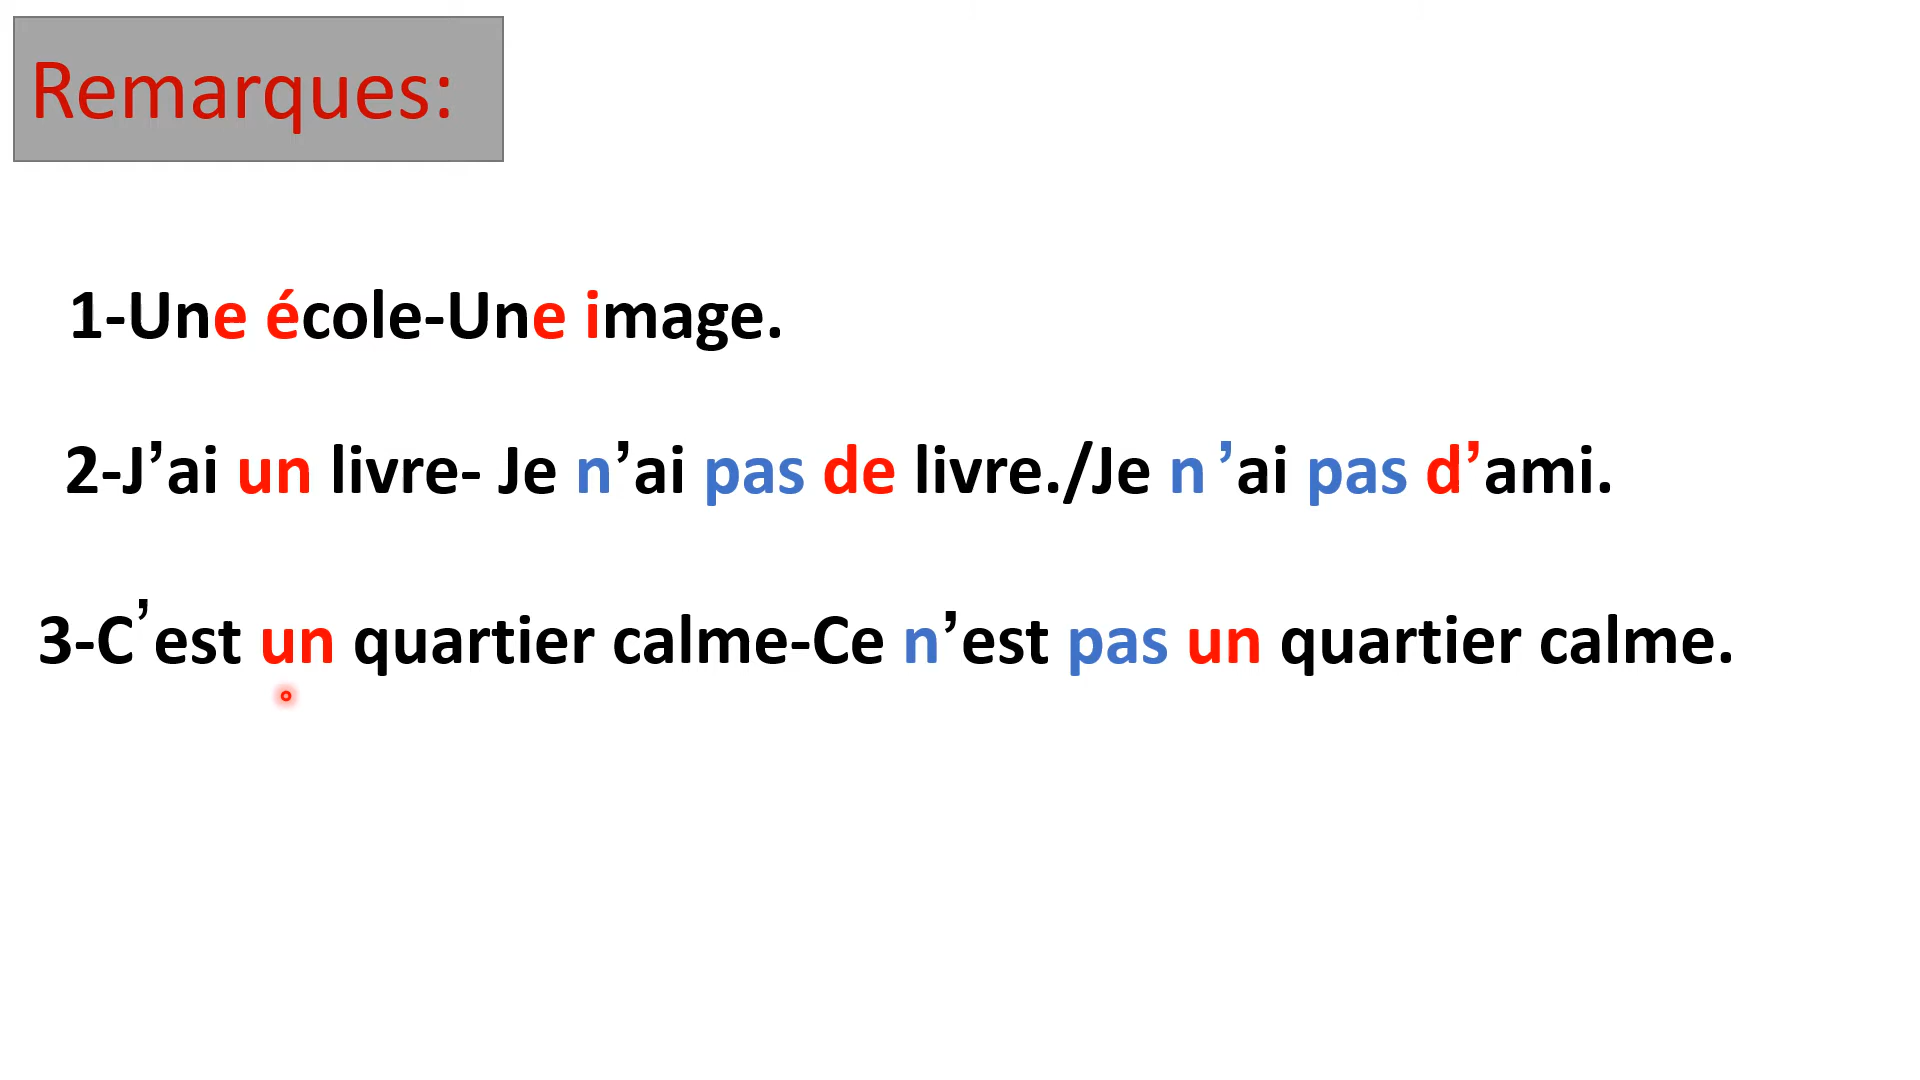 Remarques:
1-Une école-Une image.
2-J’ai un livre- Je n’ai pas de livre./Je n ’ai pas d’ami.
3-C’est un quartier calme-Ce n’est pas un quartier calme.